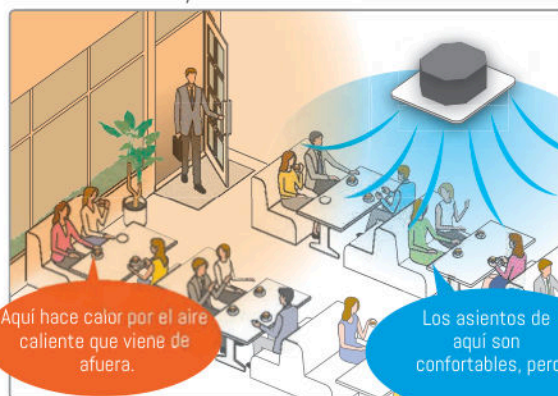 Aquí hace calor por el aire
caliente que viene de
afuera.
Los asientos de
aquí son
confortables, pero